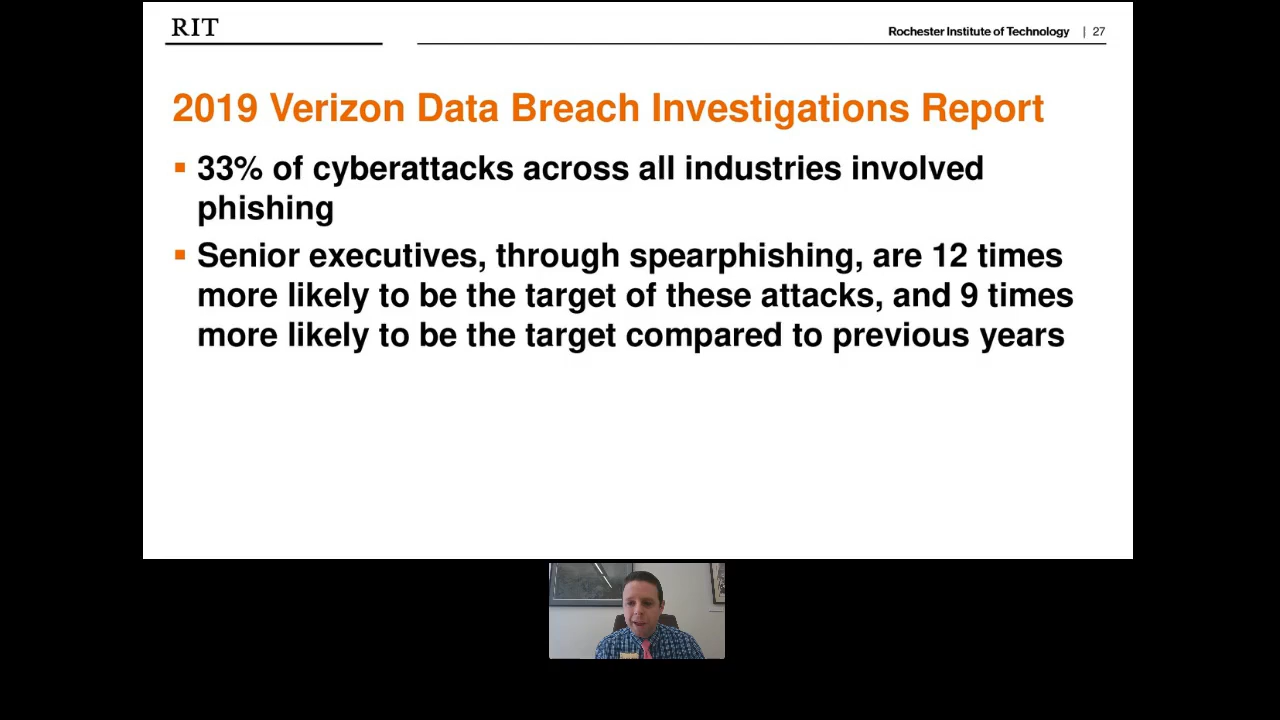 RIT
Rochester Institute of Technology | 27
2019 Verizon Data Breach Investigations Report
▪ 33% of cyberattacks across all industries involved
phishing
▪ Senior executives, through spearphishing, are 12 times
more likely to be the target of these attacks, and 9 times
more likely to be the target compared to previous years